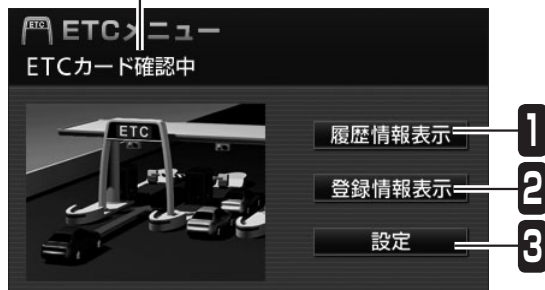 ETC ETCメニュー
ETCカード確認中
ETC
履歴情報表示 1
登録情報表示 2
設定 3